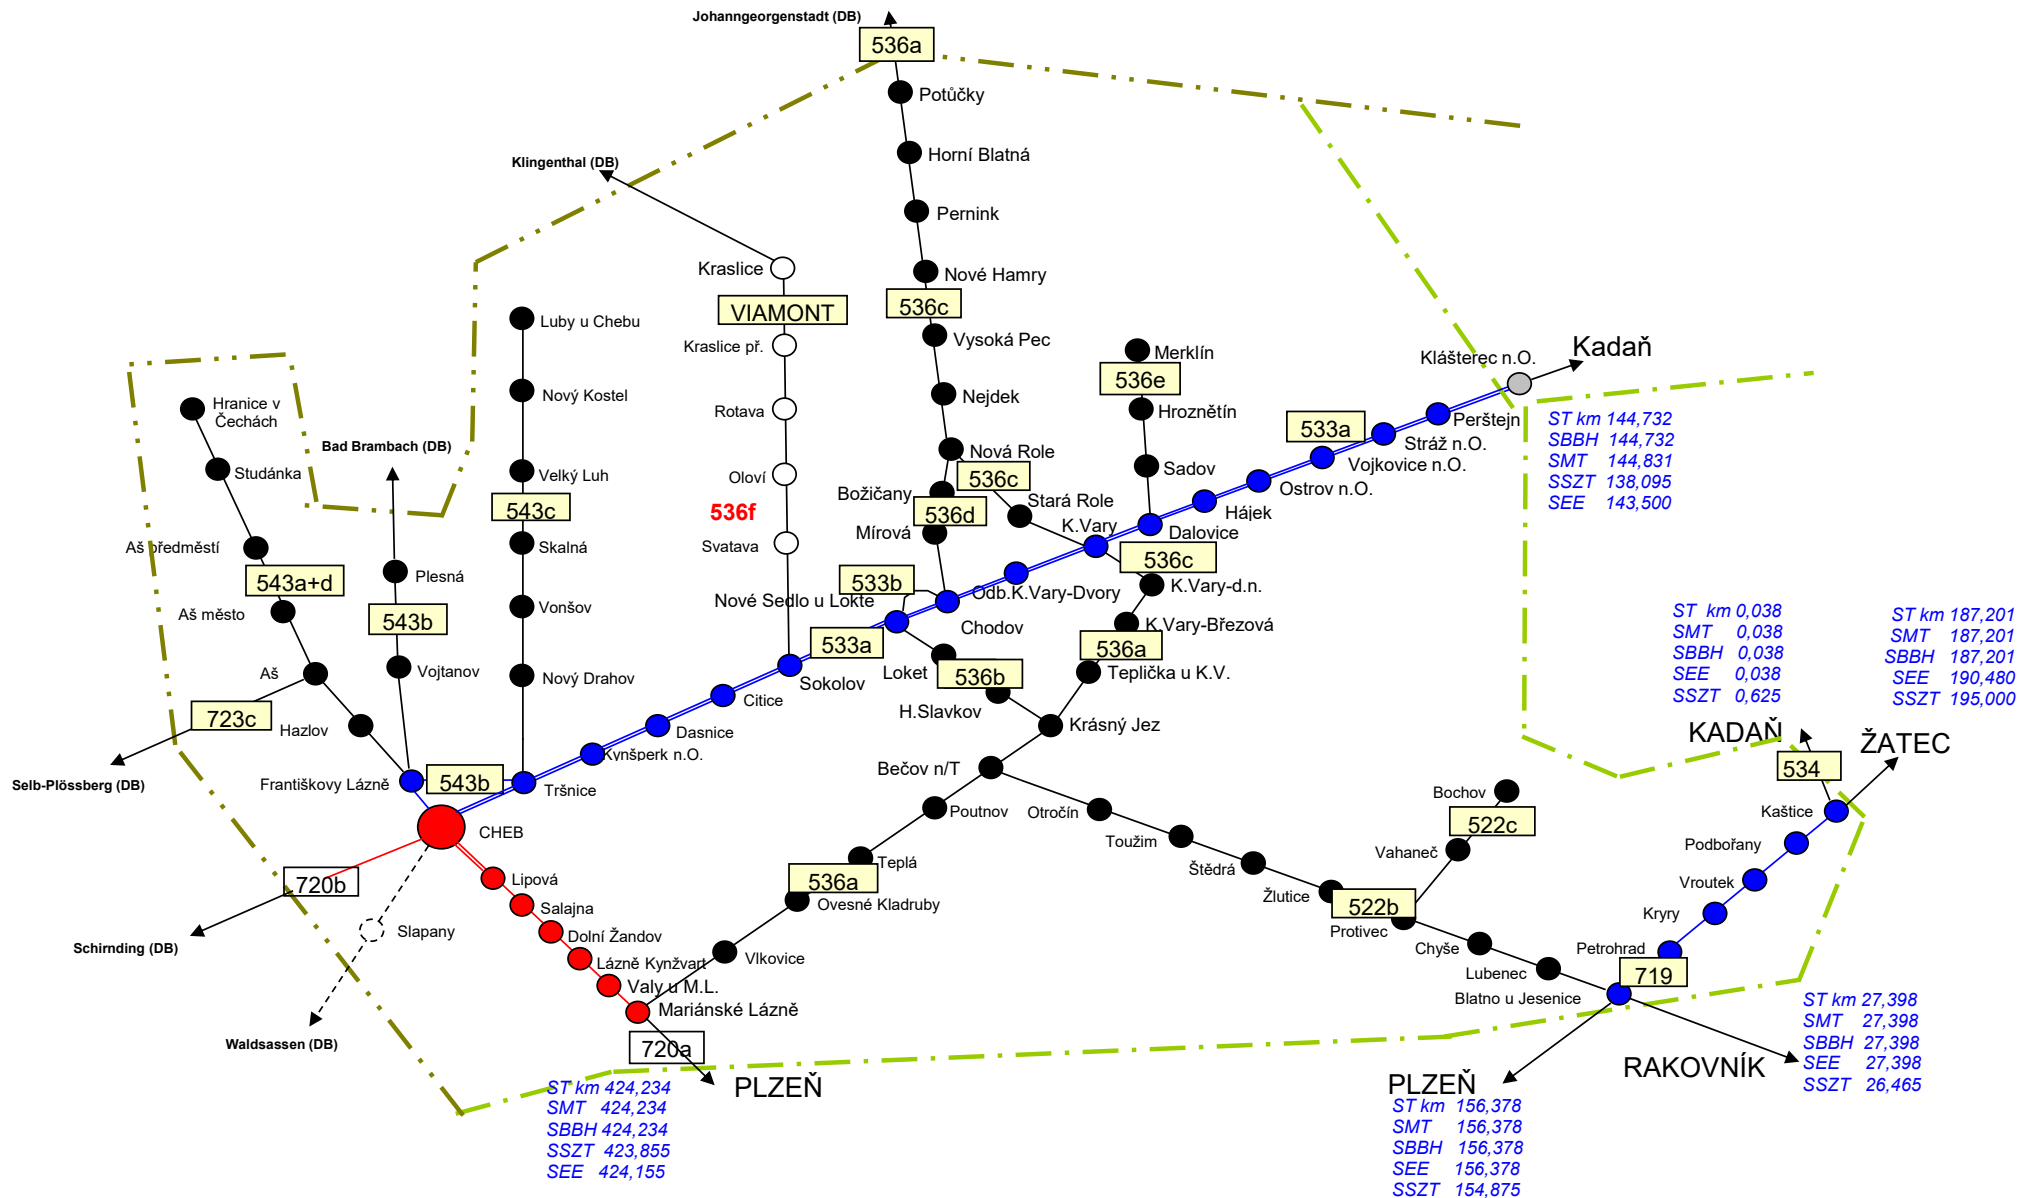 Johanngeorgenstadt (DB)
536a
Potůčky
Horní Blatná
Klingenthal (DB)
Pernink
Kraslice
Nové Hamry
VIAMONT
536c
Luby u Chebu
Kraslice př.
Vysoká Pec
Merklín
536e
Klášterec n.O.
Kadaň
Nový Kostel
Nejdek
Hranice v
Čechách
Rotava
Hroznětín
533a
Perštejn
Stráž n.O.
Bad Brambach (DB)
Nová Role
Vojkovice n.O.
ST km 144,732
SBBH 144,732
SMT 144,831
SSZT 138,095
SEE 143,500
Studánka
Velký Luh
Oloví
536c
Sadov
Ostrov n.O.
Božičany
Stará Role
543c
536f
536d
Hájek
K.Vary
Dalovice
Aš předměstí
Skalná
Svatava
Mírová
536c
543a+d
Plesná
533b
Odb.K.Vary-Dvory
K.Vary-d.n.
Aš město
543b
Vonšov
Nové Sedlo u Lokte
Chodov
K.Vary-Březová
533a
536a
ST km 0,038
SMT 0,038
SBBH 0,038
SEE 0,038
SSZT 0,625
ST km 187,201
SMT 187,201
SBBH 187,201
SEE 190,480
SSZT 195,000
Aš
Vojtanov
Nový Drahov
Sokolov
Loket
536b
Teplička u K.V.
Citice
H.Slavkov
723c
Hazlov
Dasnice
Krásný Jez
KADAŇ
ŽATEC
Kynšperk n.O.
Bečov n/T
534
Selb-Plössberg (DB)
Františkovy Lázně
543b
Tršnice
Bochov
Poutnov
Otročín
522c
Kaštice
CHEB
Toužim
Podbořany
Teplá
Štědrá
Vahaneč
720b
Lipová
536a
Žlutice
522b
Vroutek
Salajna
Ovesné Kladruby
Kryry
Slapany
Dolní Žandov
Protivec
Schirnding (DB)
Lázně Kynžvart
Vlkovice
Chyše
Petrohrad
719
Valy u M.L.
Lubenec
Mariánské Lázně
Blatno u Jesenice
Waldsassen (DB)
720a
ST km 27,398
SMT 27,398
SBBH 27,398
SEE 27,398
SSZT 26,465
PLZEŇ
PLZEŇ
RAKOVNÍK
ST km 424,234
SMT 424,234
SBBH 424,234
SSZT 423,855
SEE 424,155
ST km 156,378
SMT 156,378
SBBH 156,378
SEE 156,378
SSZT 154,875